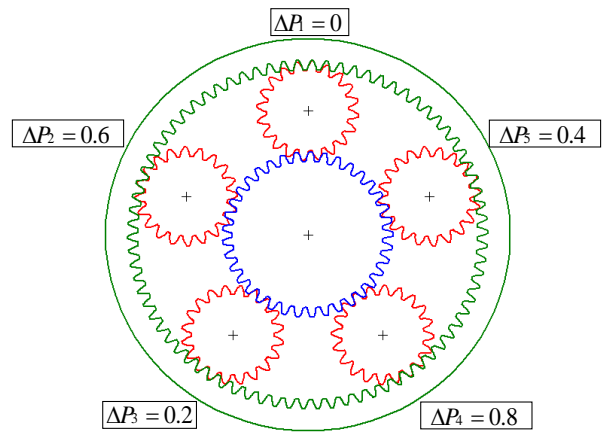 ΔP₁ = 0
ΔP₂ = 0.6
ΔP₅ = 0.4
ΔP₃ = 0.2
ΔP₄ = 0.8